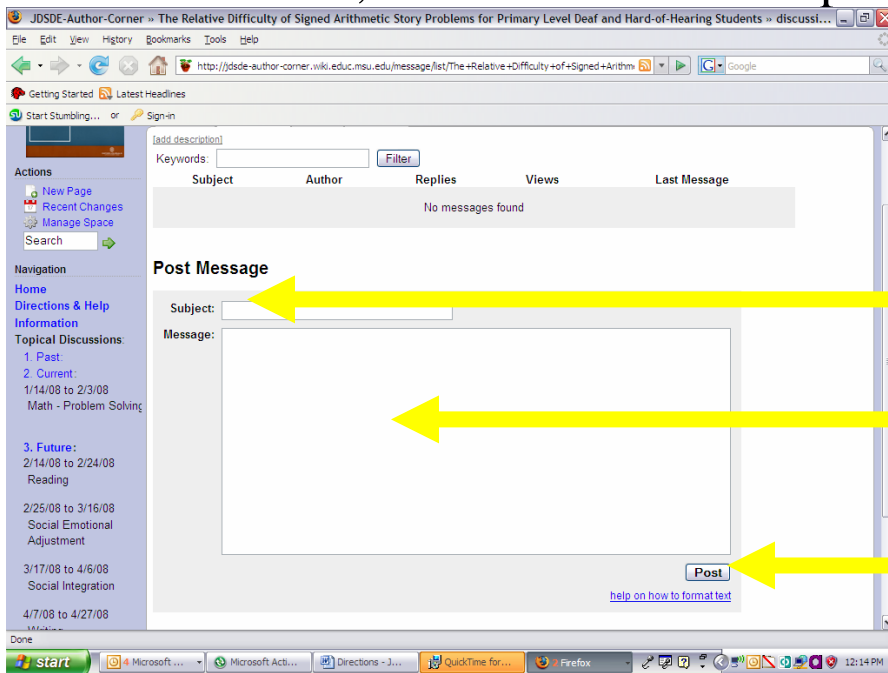 JDSDE-Author-Corner » The Relative Difficulty of Signed Arithmetic Story Problems for Primary Level Deaf and Hard-of-Hearing Students » discussi...
File Edit View History Bookmarks Tools Help
http://jdsde-author-corner.wiki.educ.msu.edu/message/list/The+Relative+Difficulty+of+Signed+Arithm
G Google
Getting Started Latest Headlines
Start Stumbling... or Sign-in
[add description]
Keywords: Filter
Subject Author Replies Views Last Message
No messages found
Actions
New Page
Recent Changes
Manage Space
Search
Navigation
Home
Directions & Help
Information
Topical Discussions:
1. Past:
2. Current:
1/14/08 to 2/3/08
Math - Problem Solving
3. Future:
2/14/08 to 2/24/08
Reading
2/25/08 to 3/16/08
Social Emotional
Adjustment
3/17/08 to 4/6/08
Social Integration
4/7/08 to 4/27/08
Post Message
Subject:
Message:
Post
help on how to format text
Done
start 4 Microsoft ... Microsoft Acti... Directions - J... QuickTime for... 2 Firefox 12:14 PM